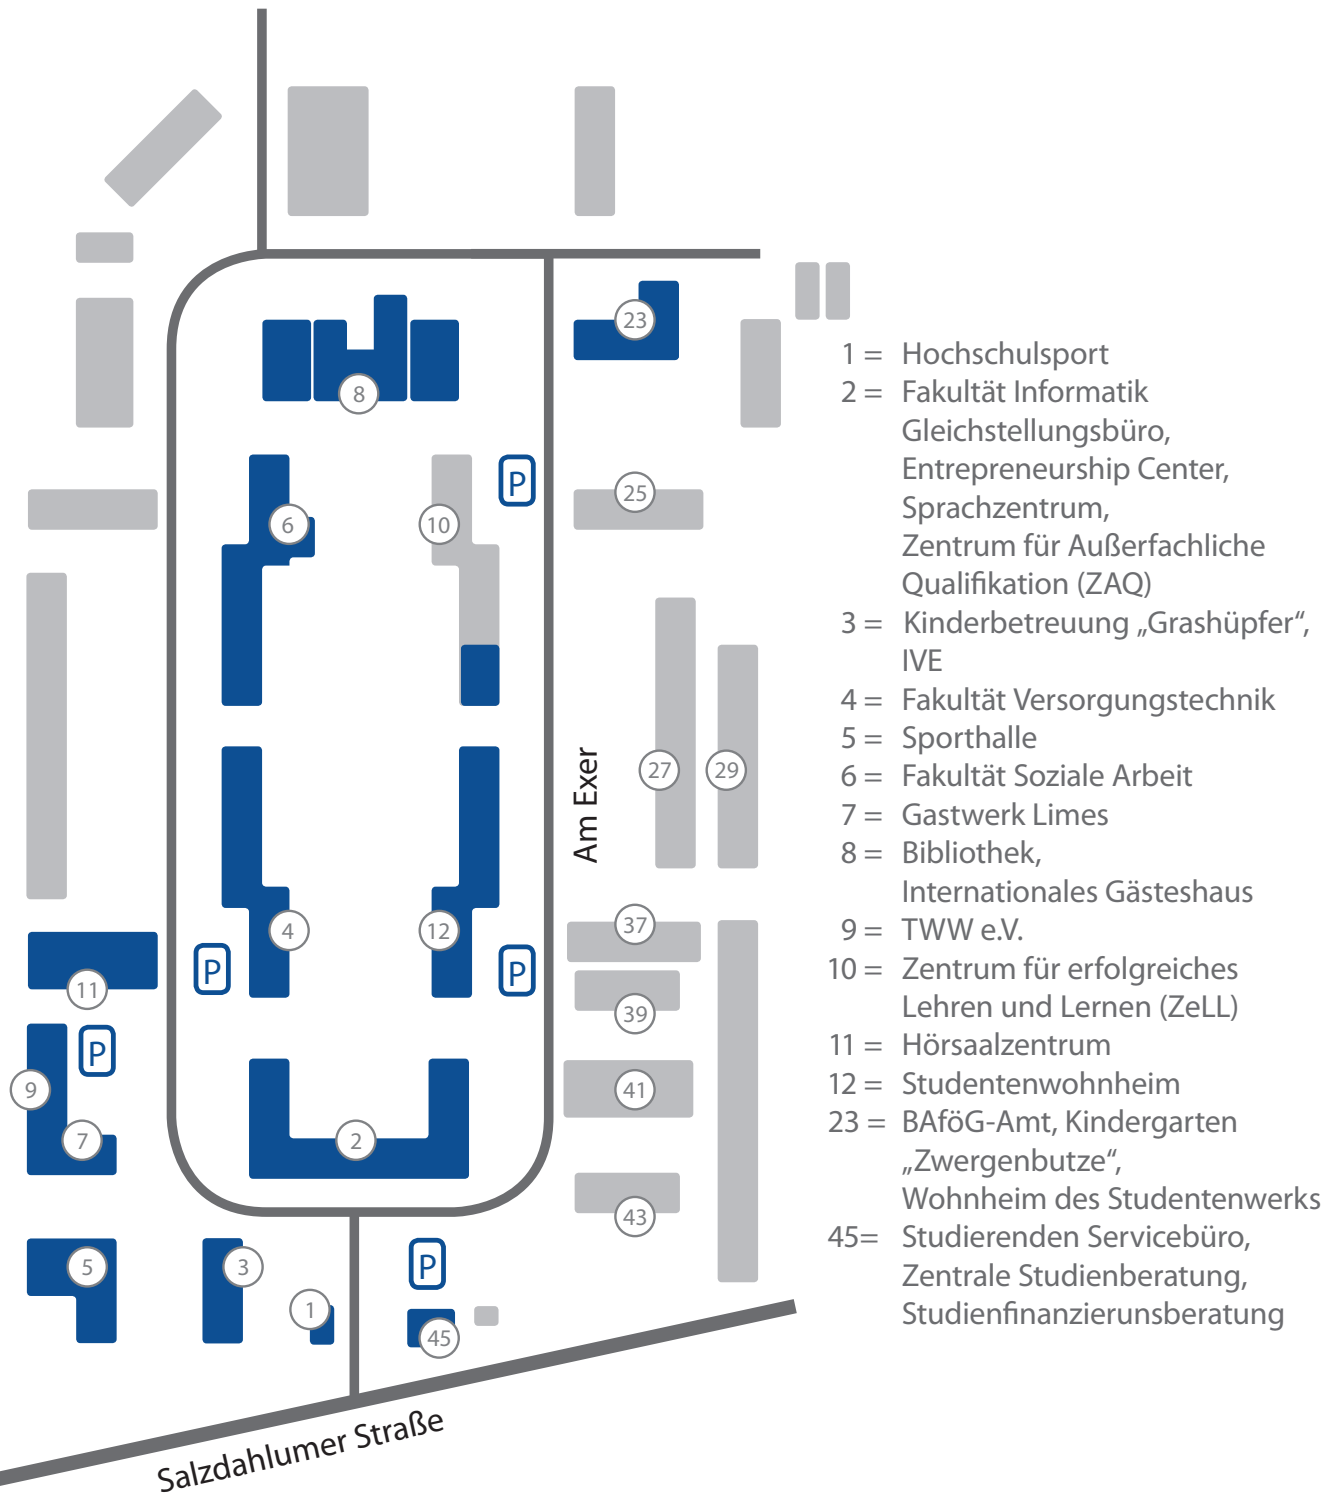 23
8
P
25
6
10
27
29
Am Exer
37
4
12
P
P
11
39
P
9
41
7
2
43
5
3
P
1
45
Salzdahlumer Straße
1 = Hochschulsport
2 = Fakultät Informatik
Gleichstellungsbüro,
Entrepreneurship Center,
Sprachzentrum,
Zentrum für Außerfachliche
Qualifikation (ZAQ)
3 = Kinderbetreuung „Grashüpfer“,
IVE
4 = Fakultät Versorgungstechnik
5 = Sporthalle
6 = Fakultät Soziale Arbeit
7 = Gastwerk Limes
8 = Bibliothek,
Internationales Gästeshaus
9 = TWW e.V.
10 = Zentrum für erfolgreiches
Lehren und Lernen (ZeLL)
11 = Hörsaalzentrum
12 = Studentenwohnheim
23 = BAföG-Amt, Kindergarten
„Zwergenbutze“,
Wohnheim des Studentenwerks
45= Studierenden Servicebüro,
Zentrale Studienberatung,
Studienfinanzierunsberatung